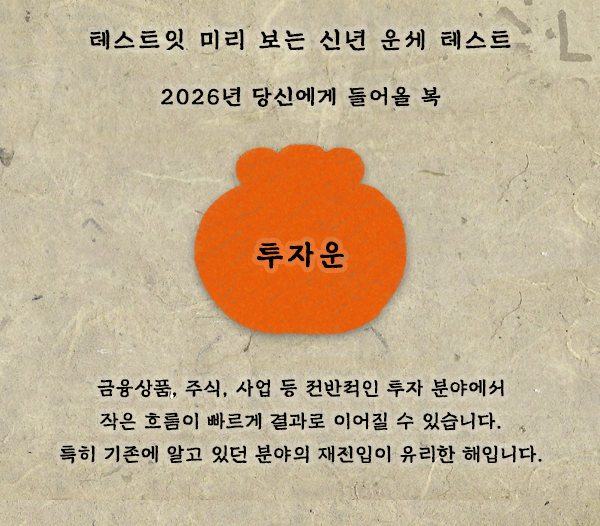 테스트잇 미리 보는 신년 운세 테스트
2026년 당신에게 들어올 복
투자운
금융상품, 주식, 사업 등 전반적인 투자 분야에서
작은 흐름이 빠르게 결과로 이어질 수 있습니다.
특히 기존에 알고 있던 분야의 재진입이 유리한 해입니다.